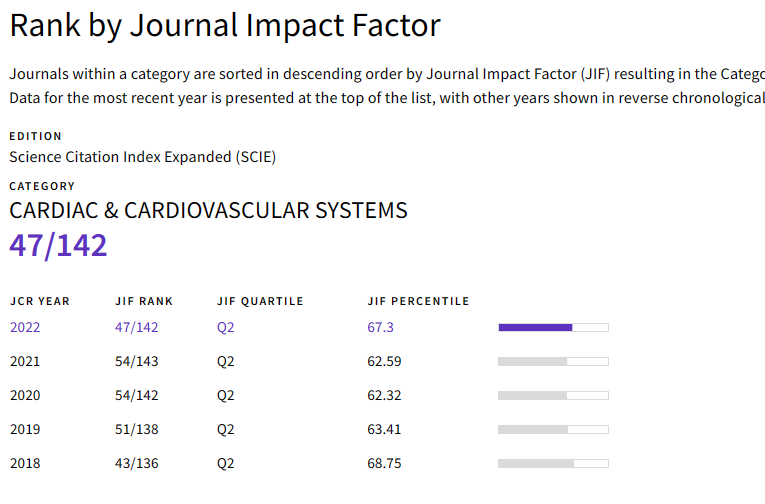 Rank by Journal Impact Factor
Journals within a category are sorted in descending order by Journal Impact Factor (JIF) resulting in the Catego
Data for the most recent year is presented at the top of the list, with other years shown in reverse chronological
EDITION
Science Citation Index Expanded (SCIE)
CATEGORY
CARDIAC & CARDIOVASCULAR SYSTEMS
47/142
JCR YEAR JIF RANK JIF QUARTILE JIF PERCENTILE
2022 47/142 Q2 67.3
2021 54/143 Q2 62.59
2020 54/142 Q2 62.32
2019 51/138 Q2 63.41
2018 43/136 Q2 68.75